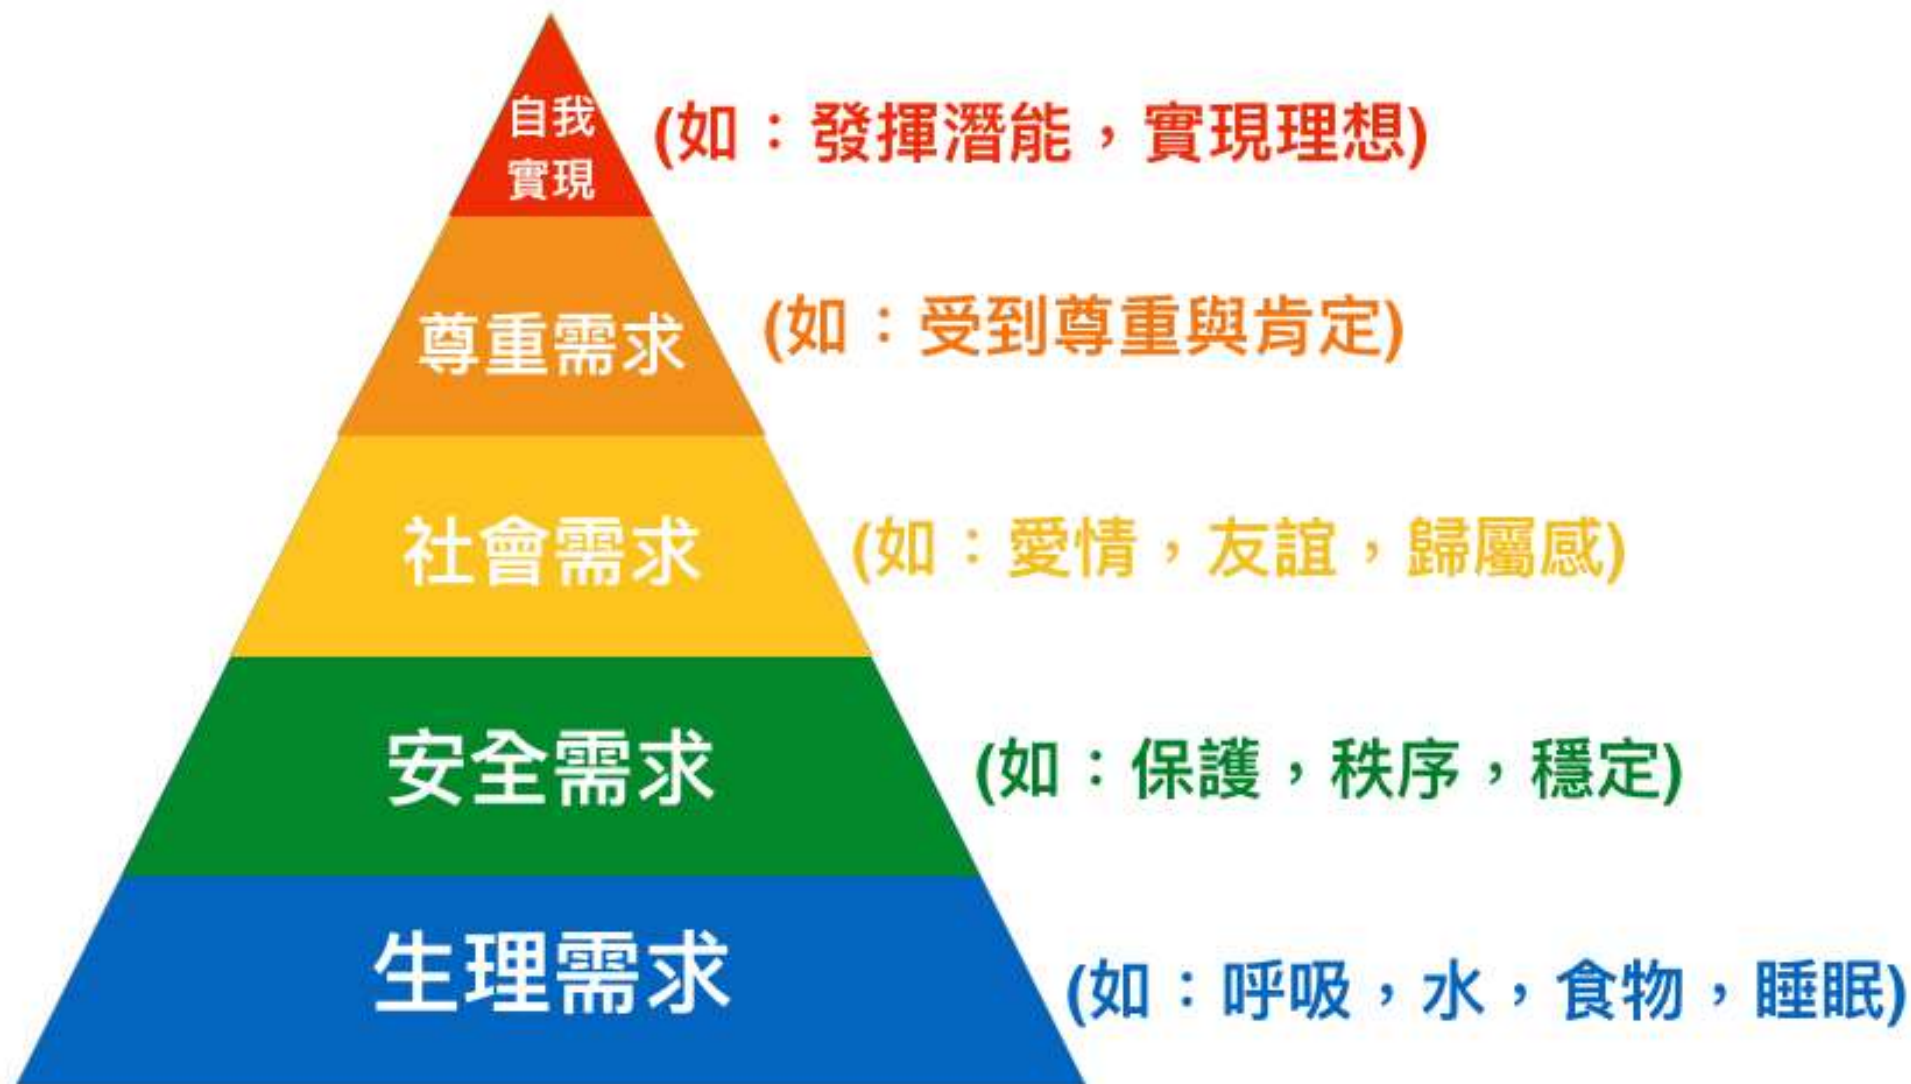 自我
實現
(如：發揮潛能，實現理想)
尊重需求
(如：受到尊重與肯定)
社會需求
(如：愛情，友誼，歸屬感)
安全需求
(如：保護，秩序，穩定)
生理需求
(如：呼吸，水，食物，睡眠)